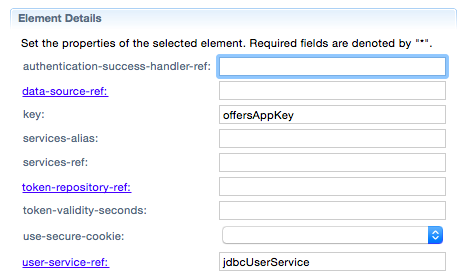 Element Details
Set the properties of the selected element. Required fields are denoted by "*".
authentication-success-handler-ref:
data-source-ref:
key: offersAppKey
services-alias:
services-ref:
token-repository-ref:
token-validity-seconds:
use-secure-cookie:
user-service-ref: jdbcUserService